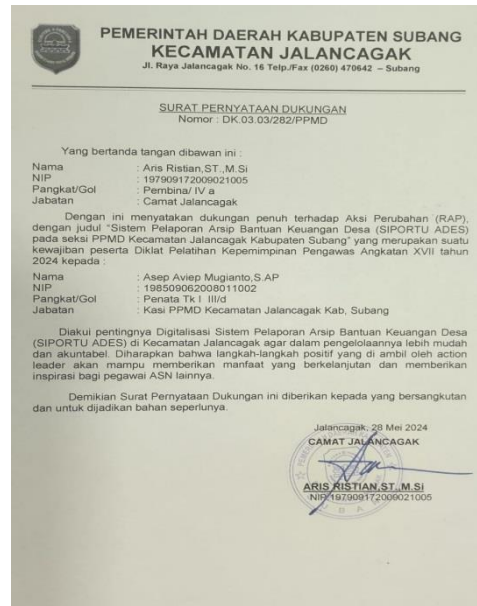 PEMERINTAH DAERAH KABUPATEN SUBANG
KECAMATAN JALANCAGAK
Jl. Raya Jalancagak No. 16 Telp./Fax (0260) 470642 – Subang
SURAT PERNYATAAN DUKUNGAN
Nomor : DK.03.03/282/PPMD
Yang bertanda tangan dibawan ini :
Nama : Aris Ristian,ST.,M.Si
NIP : 197909172009021005
Pangkat/Gol : Pembina/ IV a
Jabatan : Camat Jalancagak
Dengan ini menyatakan dukungan penuh terhadap Aksi Perubahan (RAP),
dengan judul "Sistem Pelaporan Arsip Bantuan Keuangan Desa (SIPORTU ADES)
pada seksi PPMD Kecamatan Jalancagak Kabupaten Subang" yang merupakan suatu
kewajiban peserta Diklat Pelatihan Kepemimpinan Pengawas Angkatan XVII tahun
2024 kepada :
Nama : Asep Aviep Mugianto,S.AP
NIP : 198509062008011002
Pangkat/Gol : Penata Tk I III/d
Jabatan : Kasi PPMD Kecamatan Jalancagak Kab, Subang
Diakui pentingnya Digitalisasi Sistem Pelaporan Arsip Bantuan Keuangan Desa
(SIPORTU ADES) di Kecamatan Jalancagak agar dalam pengelolaannya lebih mudah
dan akuntabel. Diharapkan bahwa langkah-langkah positif yang di ambil oleh action
leader akan mampu memberikan manfaat yang berkelanjutan dan memberikan
inspirasi bagi pegawai ASN lainnya.
Demikian Surat Pernyataan Dukungan ini diberikan kepada yang bersangkutan
dan untuk dijadikan bahan seperlunya.
Jalancagak, 28 Mei 2024
CAMAT JALANCAGAK
ARIS RISTIAN,ST.,M.Si
NIP.197909172009021005